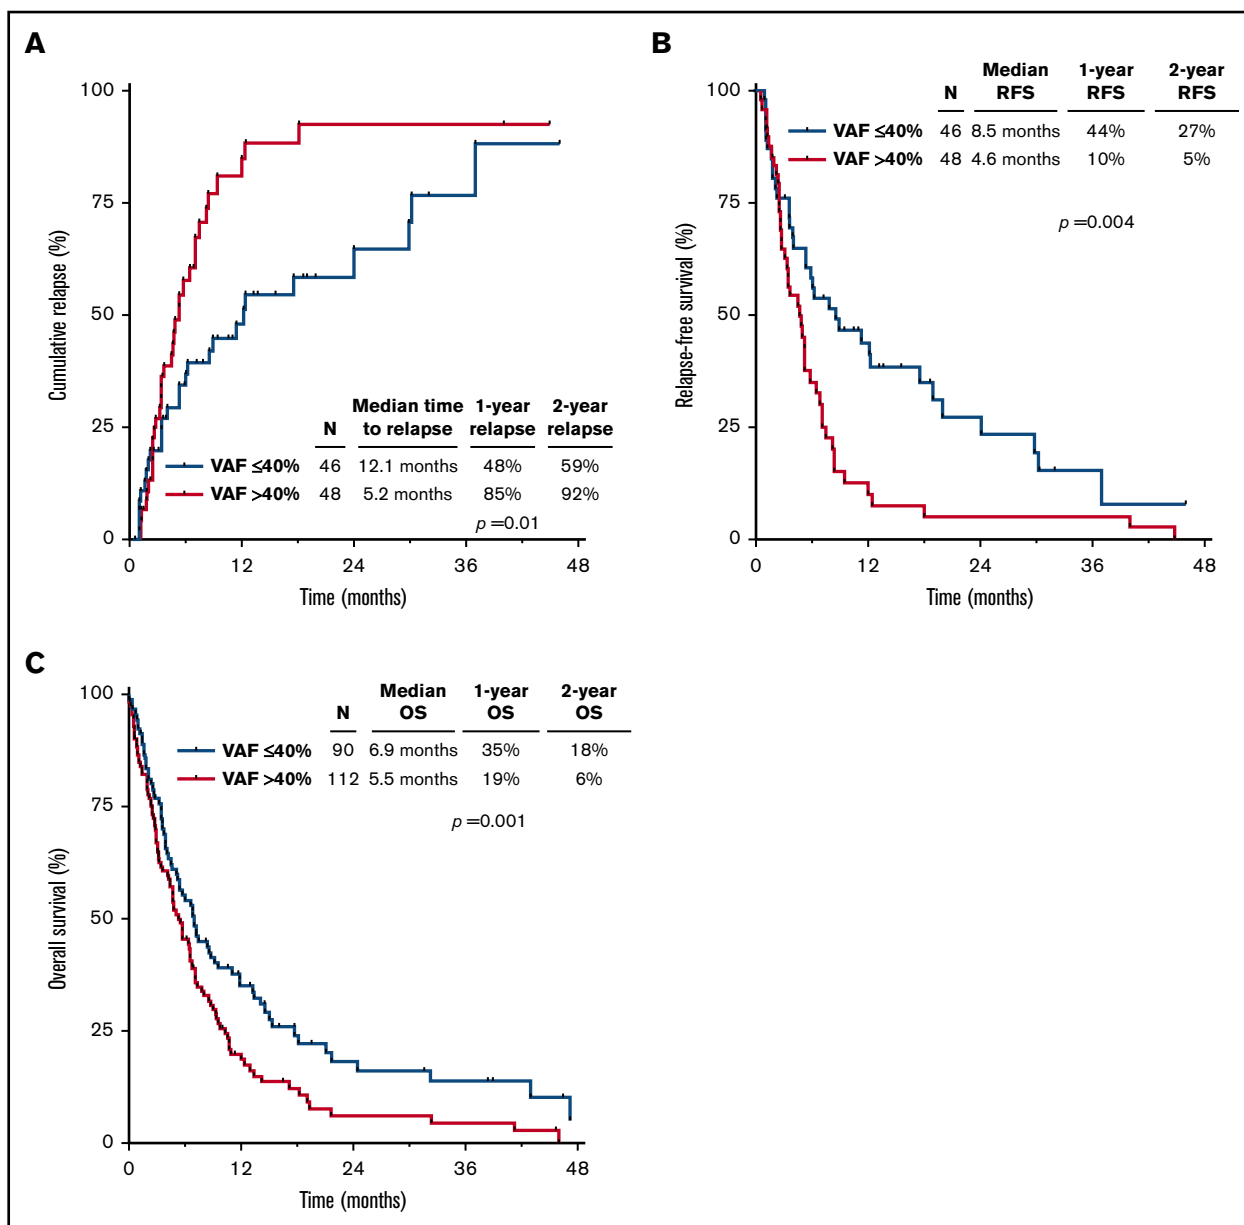 A
100
75
50
25
0
Cumulative relapse (%)
N
Median time to relapse
1-year relapse
2-year relapse
VAF ≤40% 46 12.1 months 48% 59%
VAF >40% 48 5.2 months 85% 92%
p=0.01
0 12 24 36 48
Time (months)
B
Median 1-year 2-year
N RFS RFS RFS
VAF ≤40% 46 8.5 months 44% 27%
VAF >40% 48 4.6 months 10% 5%
p=0.004
100
75
50
25
0
Relapse-free survival (%)
0 12 24 36 48
Time (months)
C
Median 1-year 2-year
N OS OS OS
VAF ≤40% 90 6.9 months 35% 18%
VAF >40% 112 5.5 months 19% 6%
p=0.001
100
75
50
25
0
Overall survival (%)
0 12 24 36 48
Time (months)